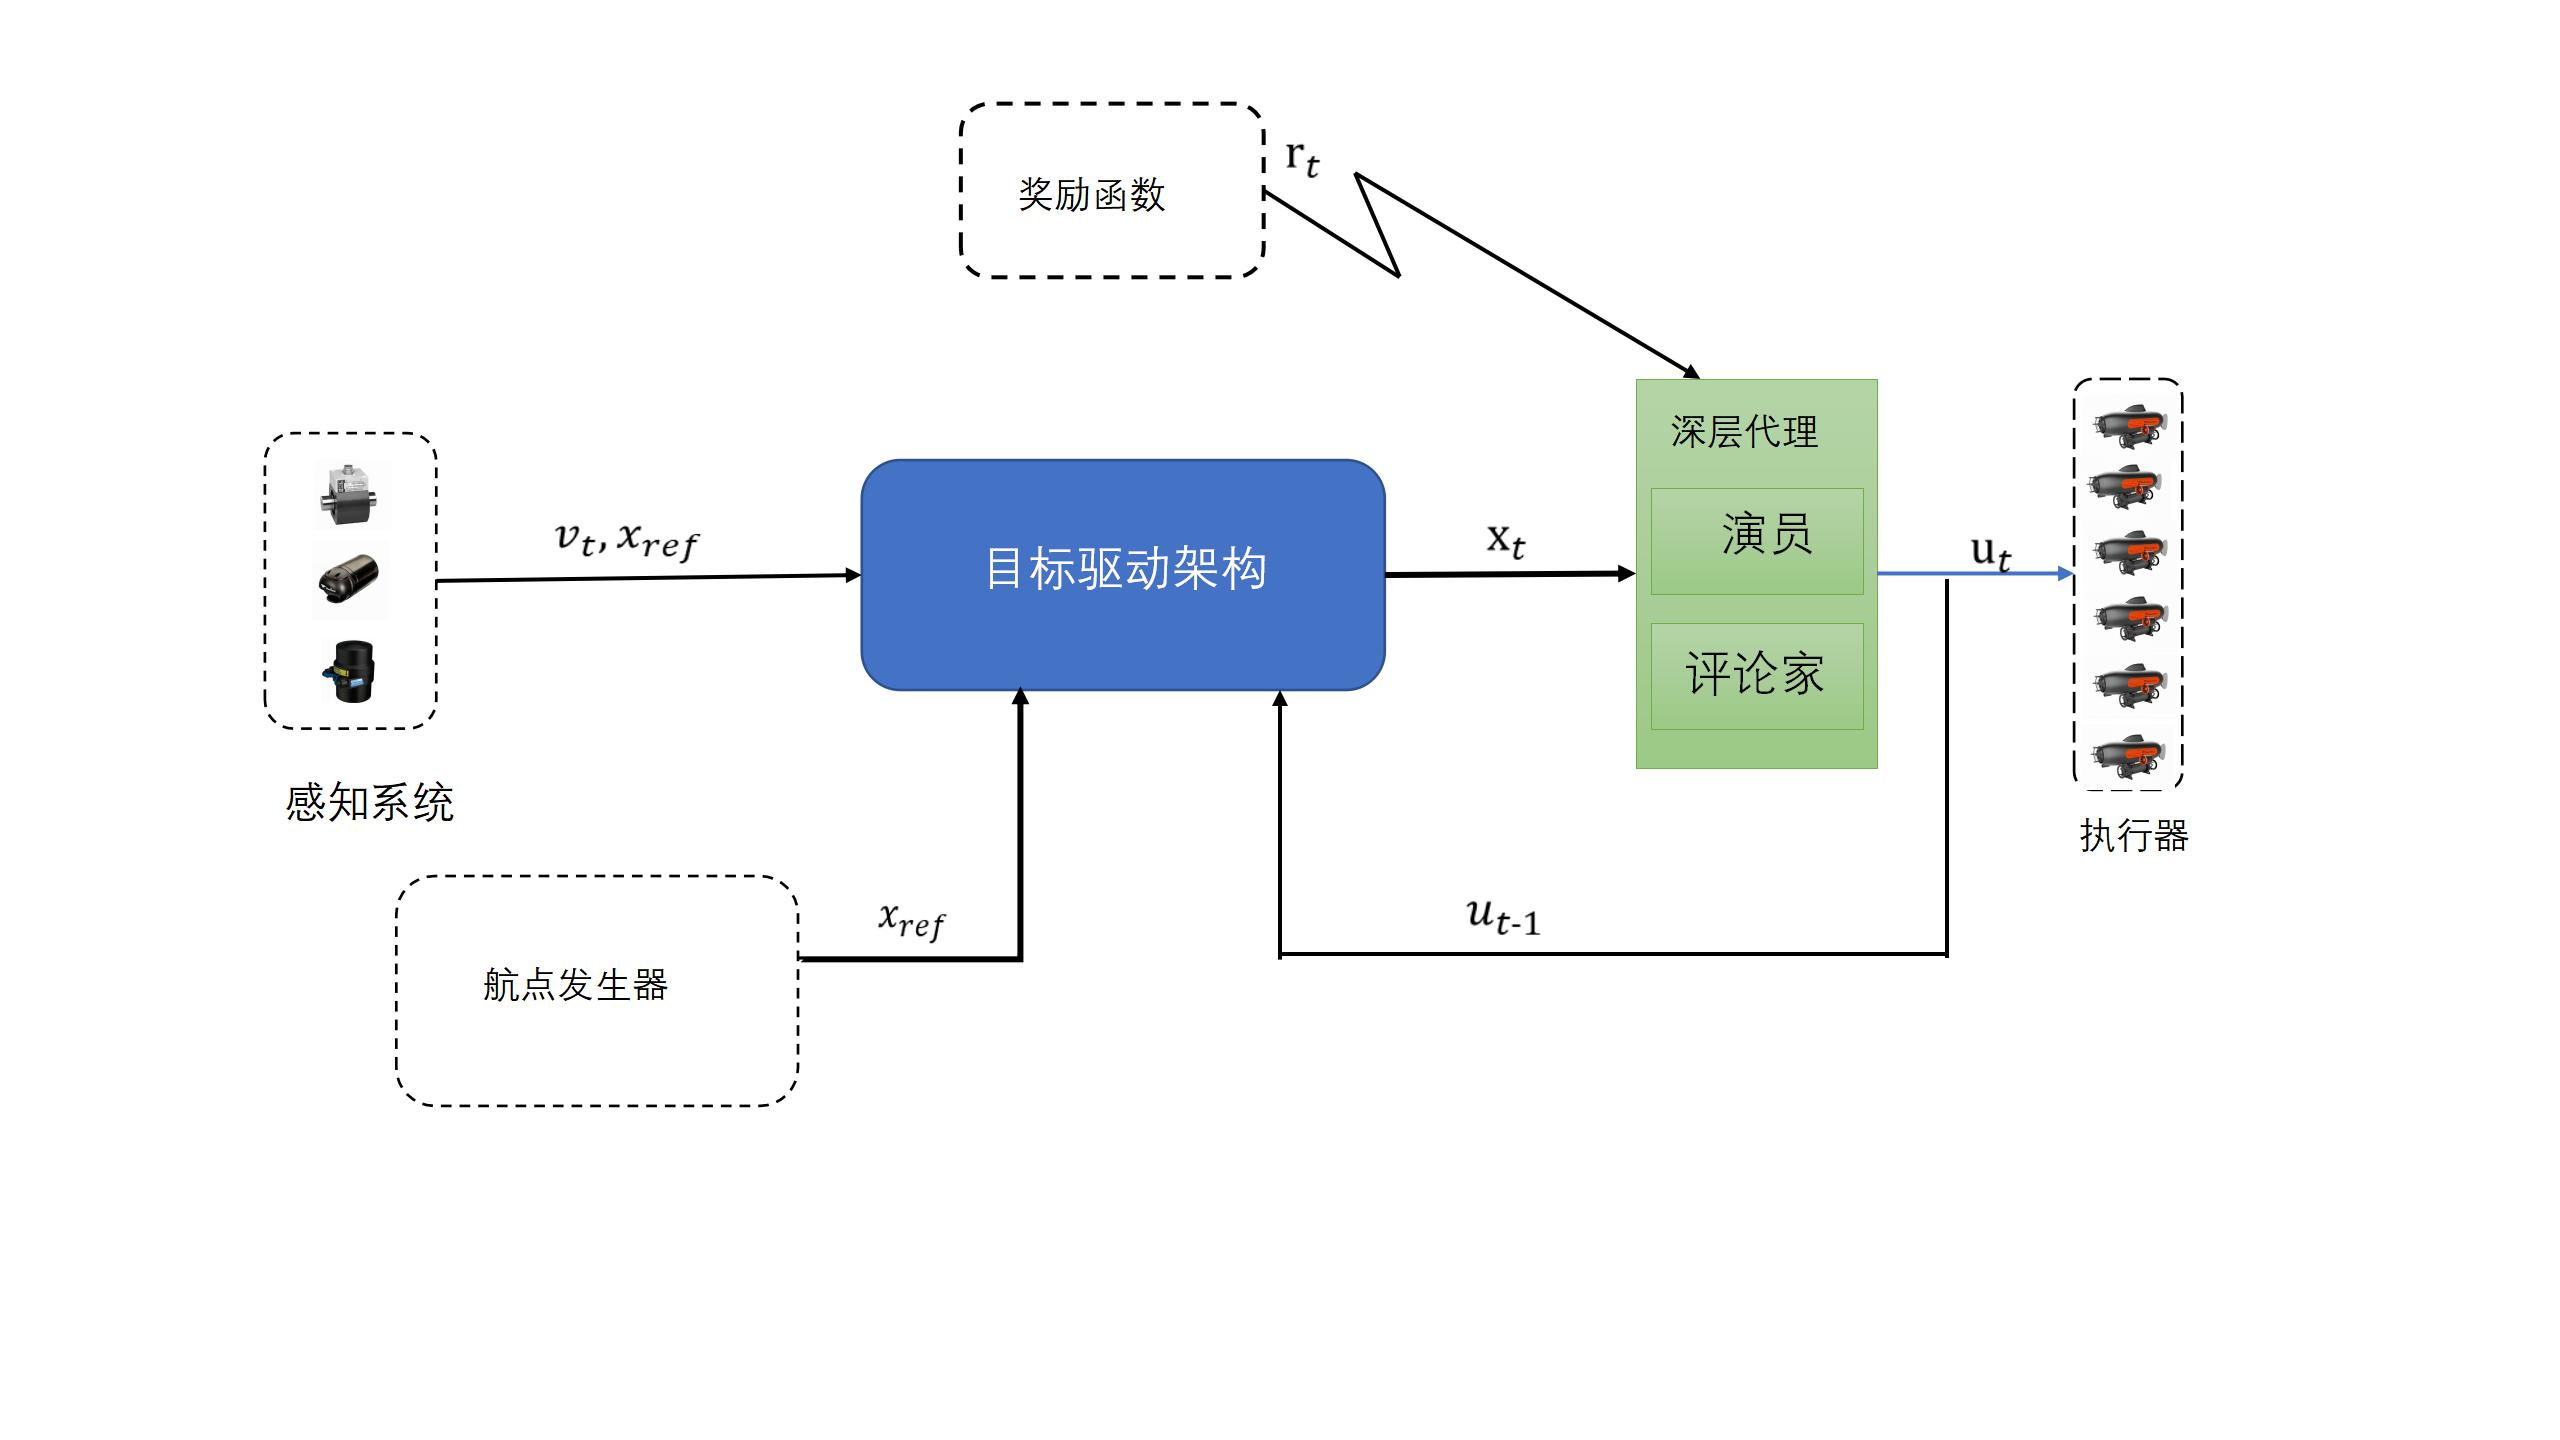 奖励函数
r_t
深层代理
演员
评论家
v_t, x_ref
目标驱动架构
x_t
u_t
感知系统
执行器
x_ref
u_t-1
航点发生器